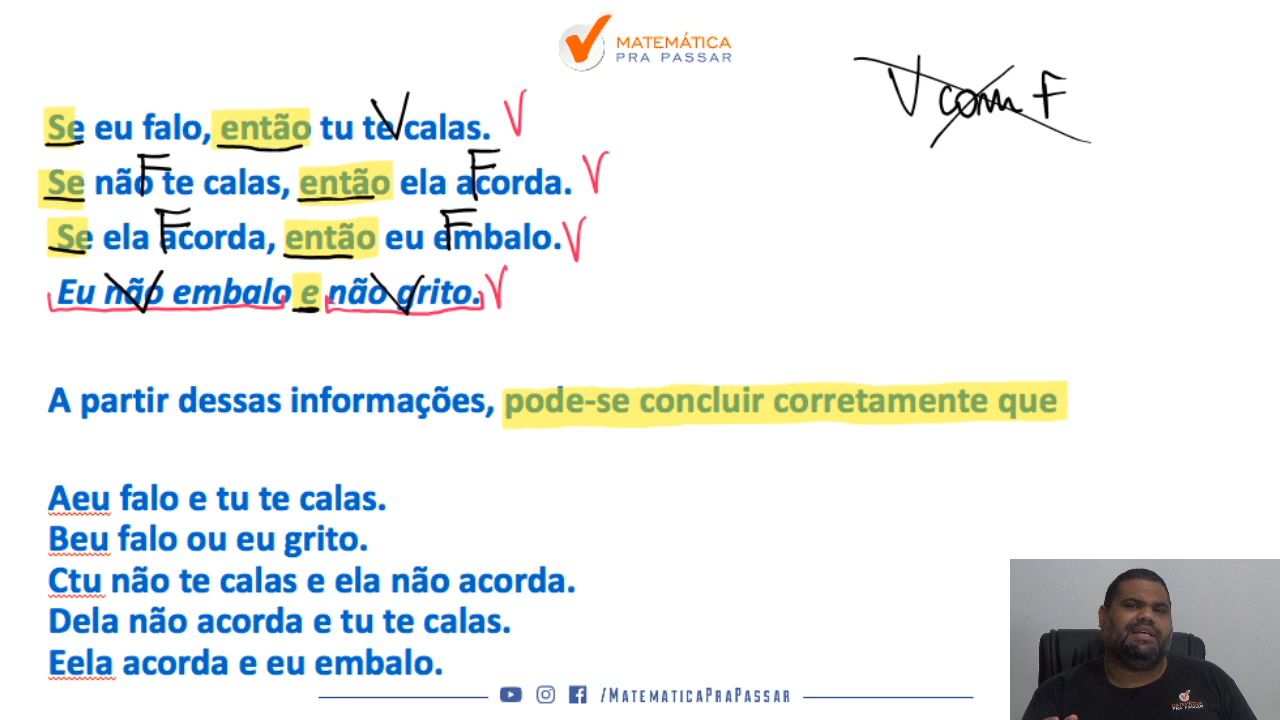 MATEMÁTICA
PRA PASSAR
V com F
Se eu falo, então tu te calas. V
V
Se não te calas, então ela acorda. V
F F
Se ela acorda, então eu embalo. V
F F
Eu não embalo e não grito. V
V V
A partir dessas informações, pode-se concluir corretamente que
Aeu falo e tu te calas.
Beu falo ou eu grito.
Ctu não te calas e ela não acorda.
Dela não acorda e tu te calas.
Eela acorda e eu embalo.
/MATEMATICAPRAPASSAR
MATEMÁTICA
PRA PASSAR